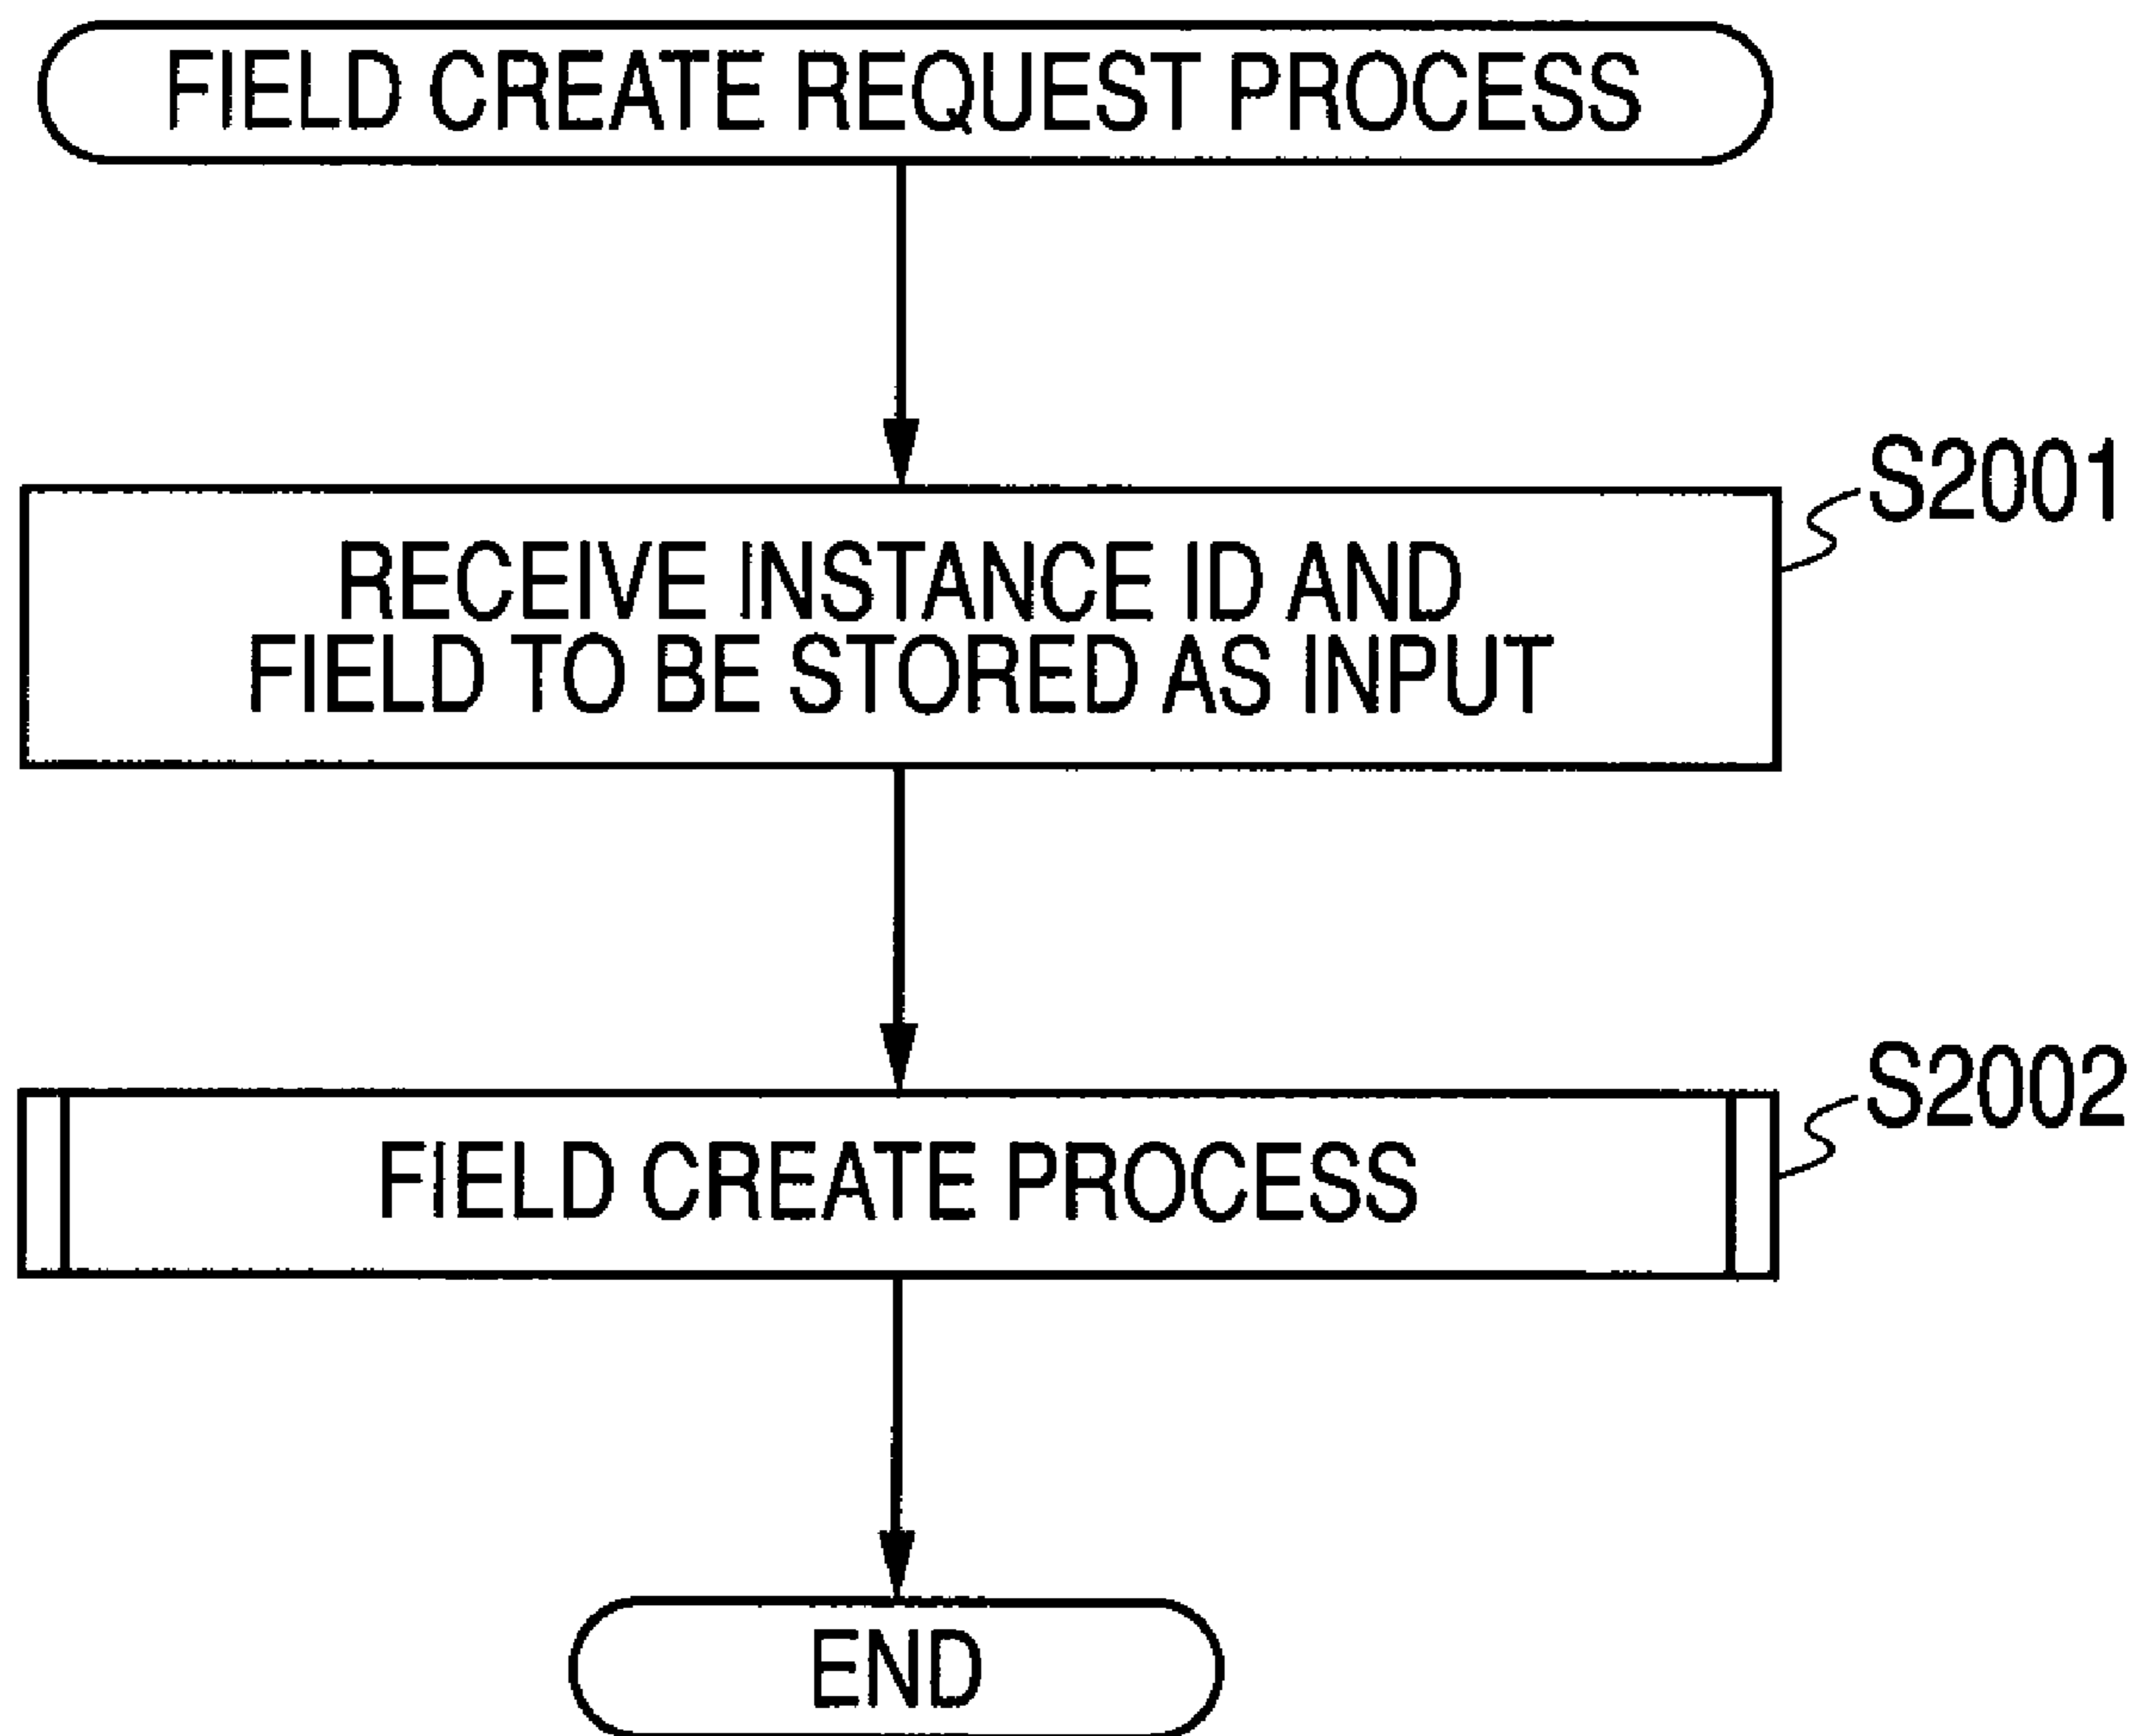 FIELD CREATE REQUEST PROCESS
S2001
RECEIVE INSTANCE ID AND
FIELD TO BE STORED AS INPUT
S2002
FIELD CREATE PROCESS
END